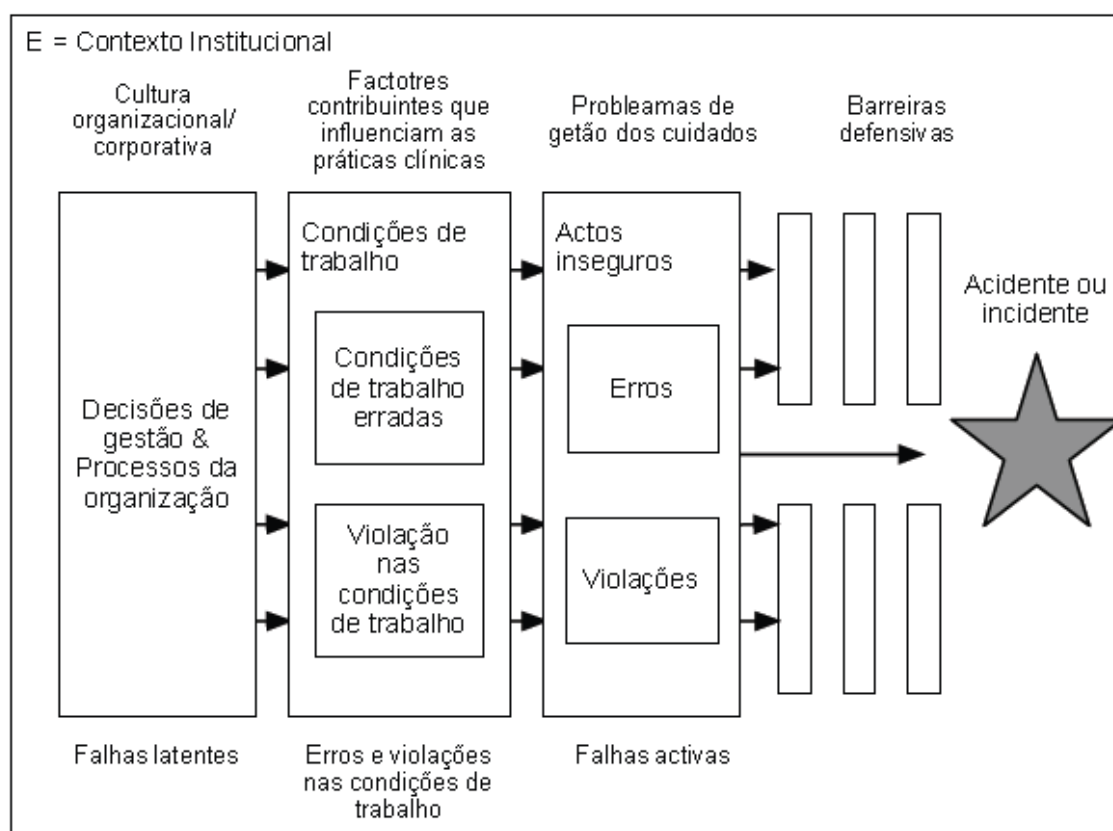 E = Contexto Institucional
Cultura
organizacional/
corporativa
Factotres
contribuintes que
influenciam as
práticas clínicas
Probleamas de
getão dos cuidados
Barreiras
defensivas
Decisões de
gestão &
Processos da
organização
Condições de
trabalho
Condições
de trabalho
erradas
Violação
nas
condições
de trabalho
Actos
inseguros
Erros
Violações
Acidente ou
incidente
Falhas latentes
Erros e violações
nas condições de
trabalho
Falhas activas